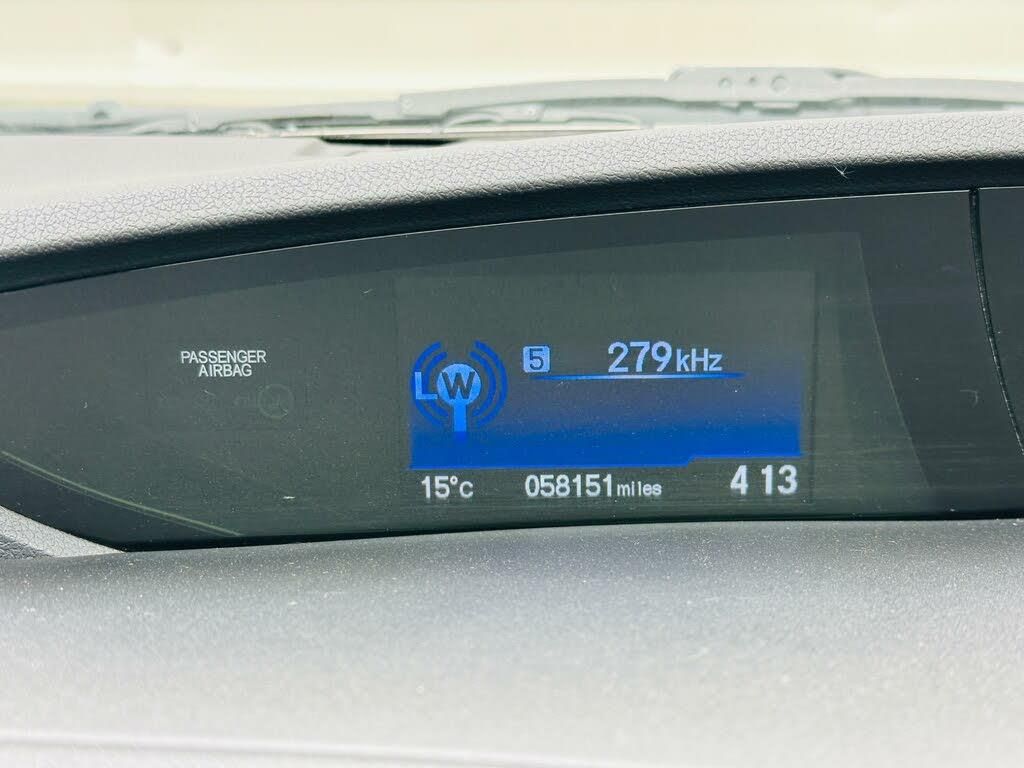 PASSENGER
AIRBAG
LW
5 279kHz
15°c 058151miles 4 13